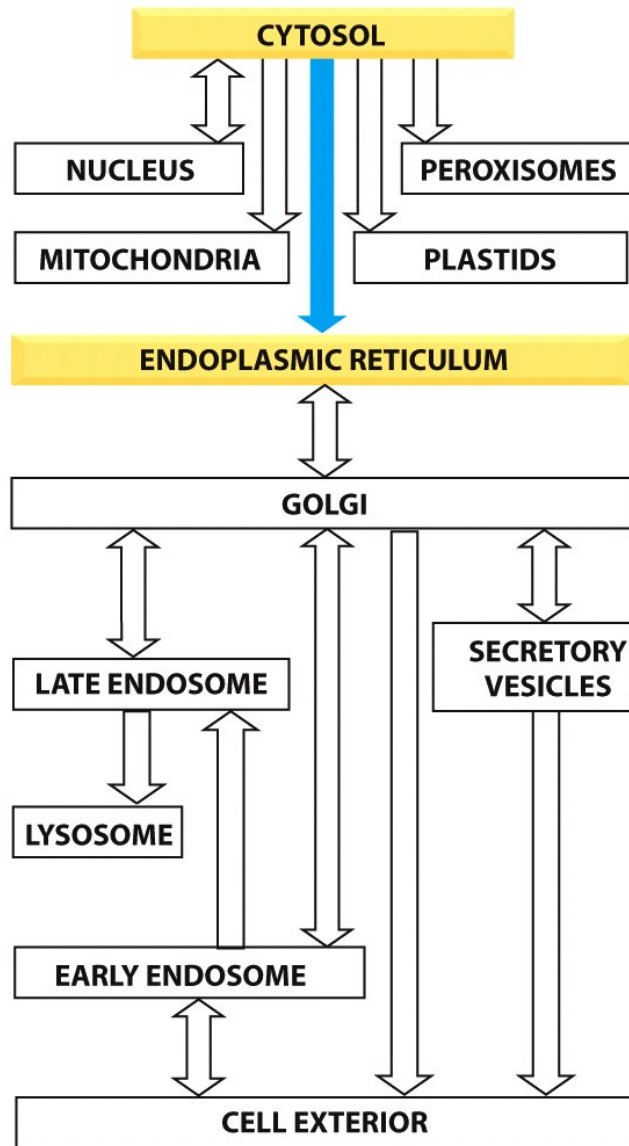 CYTOSOL
NUCLEUS
PEROXISOMES
MITOCHONDRIA
PLASTIDS
ENDOPLASMIC RETICULUM
GOLGI
SECRETORY
VESICLES
LATE ENDOSOME
LYSOSOME
EARLY ENDOSOME
CELL EXTERIOR